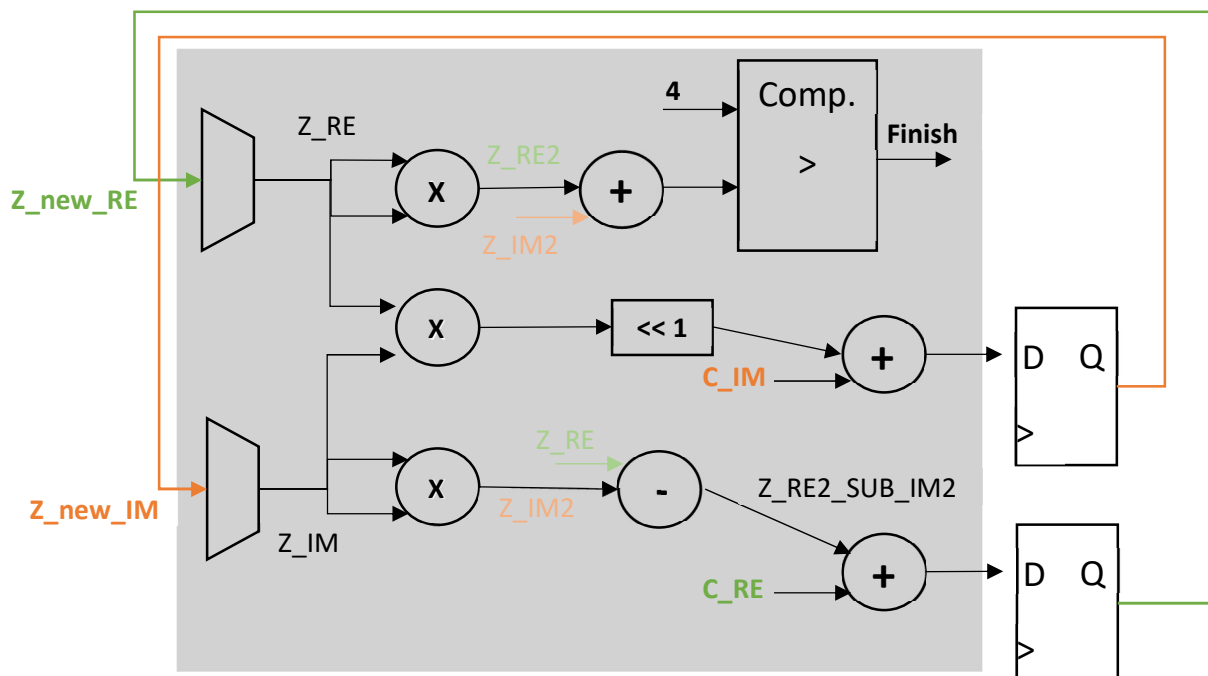 4
Comp.
>
Finish
Z_RE
Z_RE2
X
+
Z_IM2
Z_new_RE
X
<< 1
+
C_IM
D Q
>
Z_RE
X
Z_IM2
-
Z_RE2_SUB_IM2
Z_new_IM
Z_IM
+
C_RE
D Q
>